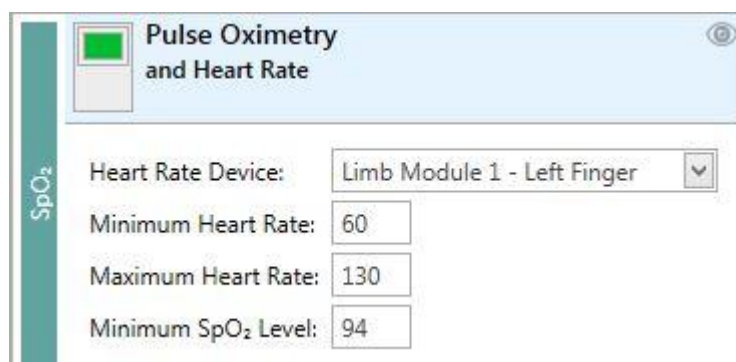 Pulse Oximetry
and Heart Rate
SpO₂
Heart Rate Device: Limb Module 1 - Left Finger
Minimum Heart Rate: 60
Maximum Heart Rate: 130
Minimum SpO₂ Level: 94